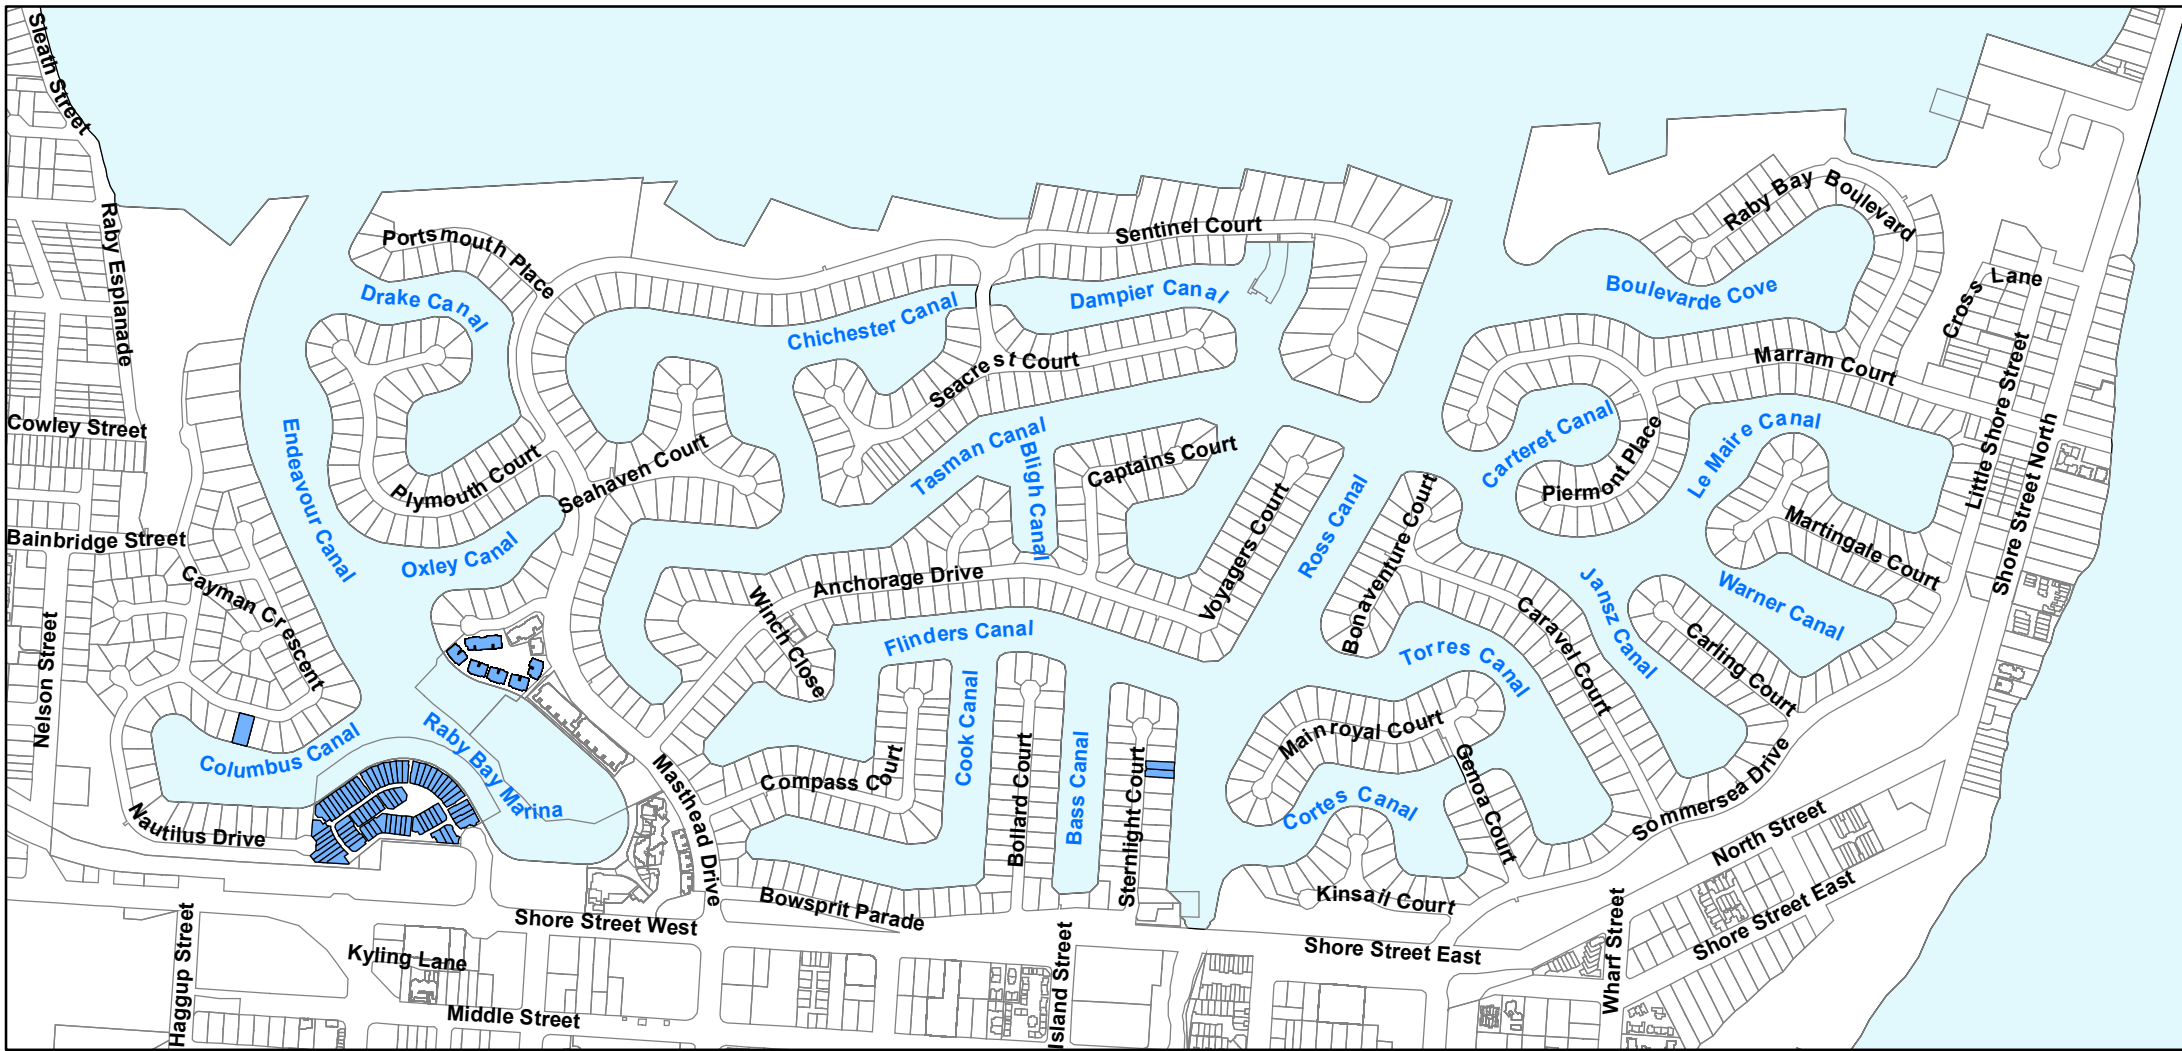 Sleath Street
Raby Esplanade
Portsmouth Place
Drake Canal
Sentinel Court
Dampier Canal
Chichester Canal
Seacrest Court
Raby Bay Boulevard
Boulevarde Cove
Cross Lane
Marram Court
Little Shore Street
Shore Street North
Cowley Street
Endeavour Canal
Plymouth Court
Seahaven Court
Tasman Canal
Bligh Canal
Captains Court
Carteret Canal
Piermont Place
Le Maire Canal
Martingale Court
Bainbridge Street
Oxley Canal
Cayman Crescent
Anchorage Drive
Voyagers Court
Ross Canal
Bonaventure Court
Jansz Canal
Warner Canal
Nelson Street
Winch Close
Flinders Canal
Torres Canal
Caravel Court
Carling Court
Columbus Canal
Raby Bay Marina
Masthead Drive
Compass Court
Cook Canal
Bollard Court
Bass Canal
Sternlight Court
Mainroyal Court
Genoa Court
Cortes Canal
Sommersea Drive
Nautilus Drive
North Street
Kinsail Court
Bowsprit Parade
Shore Street West
Shore Street East
Shore Street East
Wharf Street
Haggup Street
Kyling Lane
Middle Street
Island Street